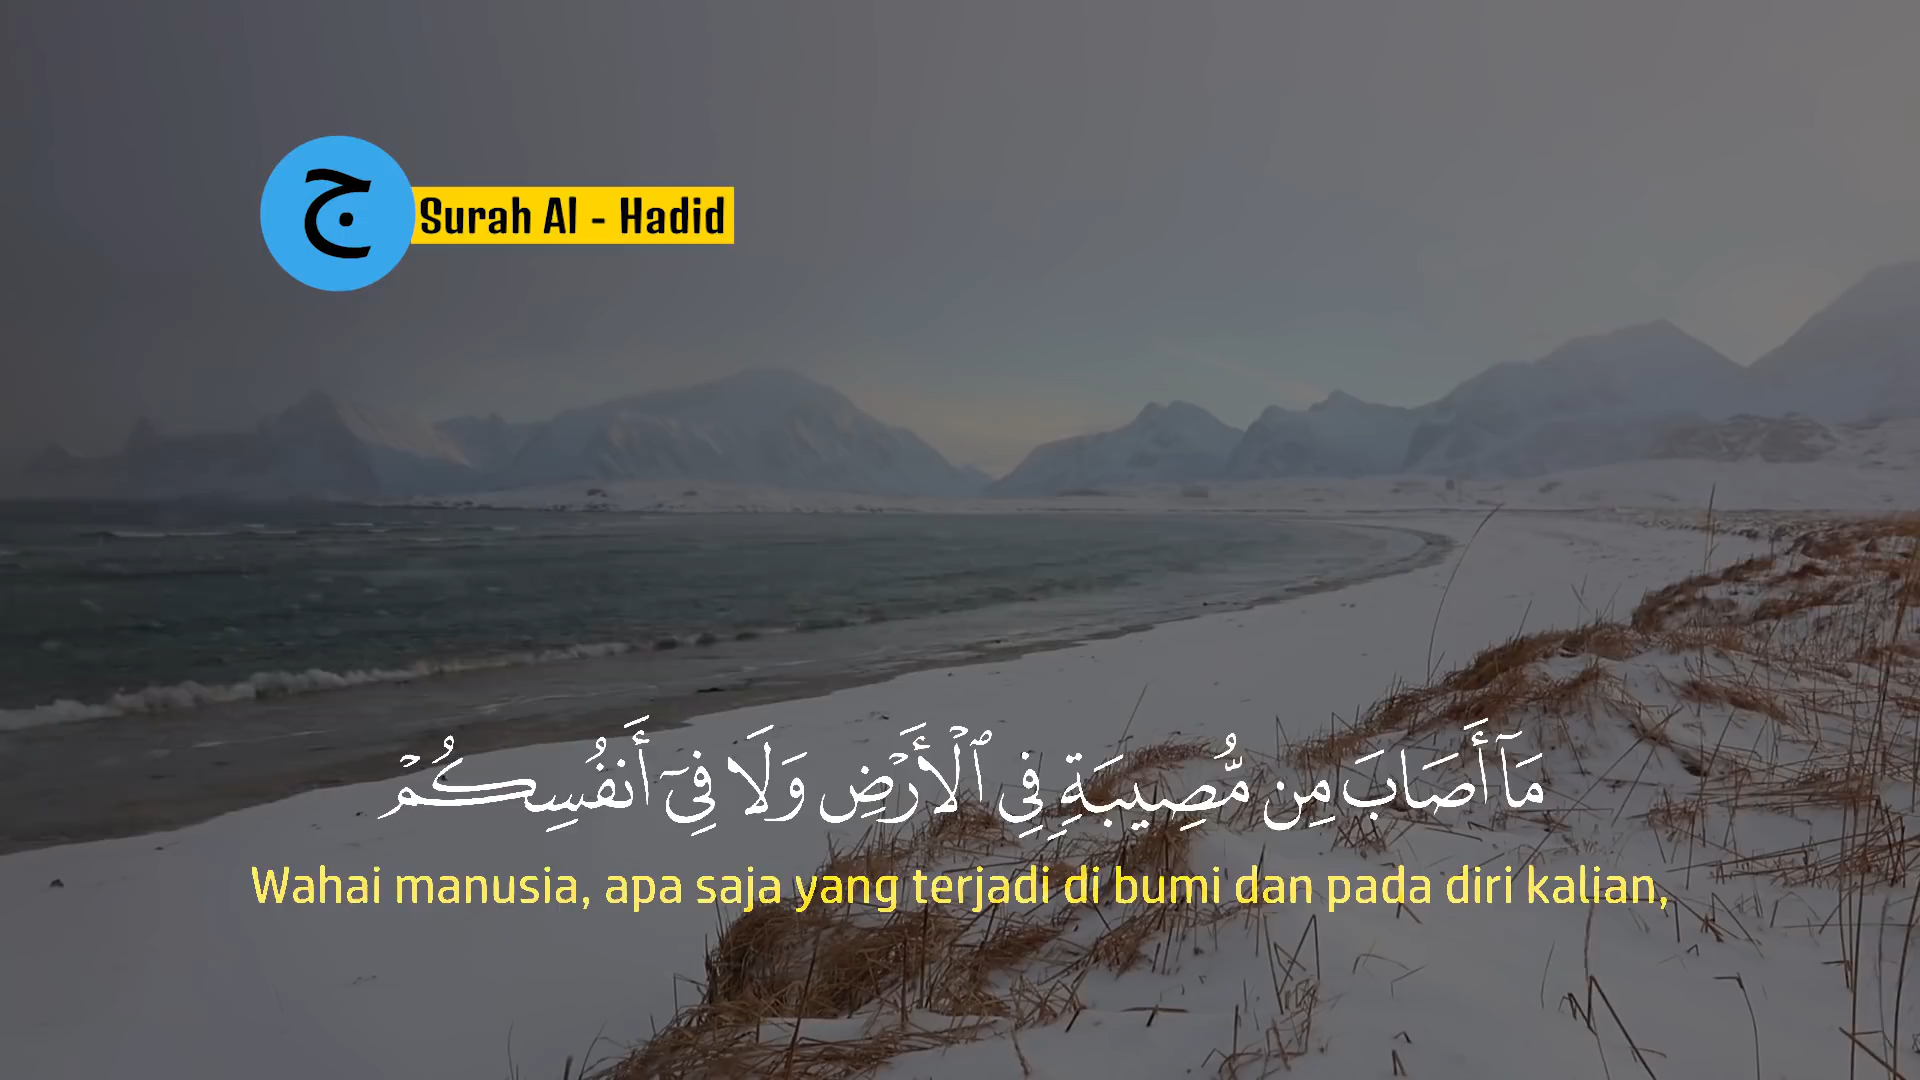 ج
Surah Al - Hadid
مَآ أَصَابَ مِن مُّصِيبَةٍ فِى ٱلْأَرْضِ وَلَا فِىٓ أَنفُسِكُمْ
Wahai manusia, apa saja yang terjadi di bumi dan pada diri kalian,